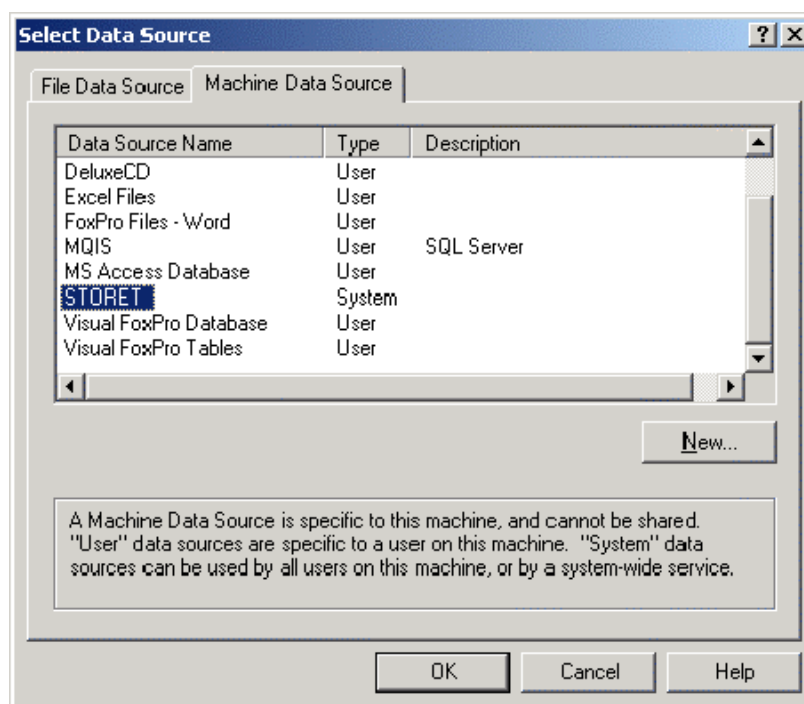 Select Data Source
File Data Source Machine Data Source
Data Source Name Type Description
DeluxeCD User
Excel Files User
FoxPro Files - Word User
MQIS User SQL Server
MS Access Database User
STORET System
Visual FoxPro Database User
Visual FoxPro Tables User
New...
A Machine Data Source is specific to this machine, and cannot be shared.
"User" data sources are specific to a user on this machine. "System" data
sources can be used by all users on this machine, or by a system-wide service.
OK Cancel Help